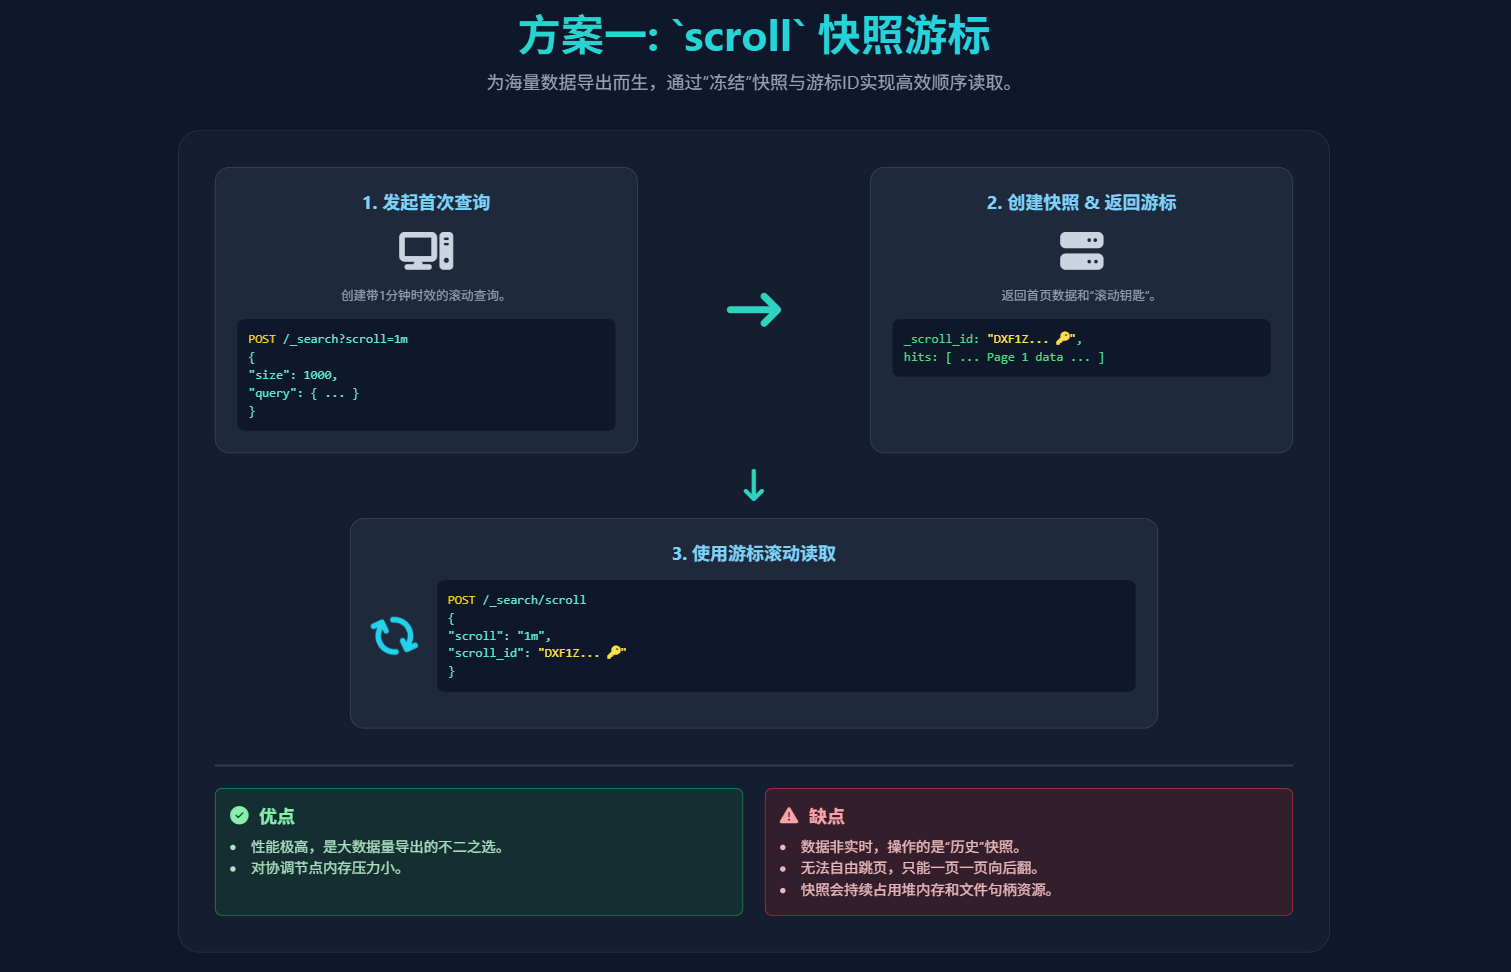 方案一: `scroll` 快照游标
为海量数据导出而生，通过“冻结”快照与游标ID实现高效顺序读取。
1. 发起首次查询
创建带1分钟时效的滚动查询。
POST /_search?scroll=1m
{
"size": 1000,
"query": { ... }
}
2. 创建快照 & 返回游标
返回首页数据和“滚动钥匙”。
_scroll_id: "DXF1Z... 🔑",
hits: [ ... Page 1 data ... ]
3. 使用游标滚动读取
POST /_search/scroll
{
"scroll": "1m",
"scroll_id": "DXF1Z... 🔑"
}
优点
• 性能极高，是大数据量导出的不二之选。
• 对协调节点内存压力小。
缺点
• 数据非实时，操作的是“历史”快照。
• 无法自由跳页，只能一页一页向后翻。
• 快照会持续占用堆内存和文件句柄资源。